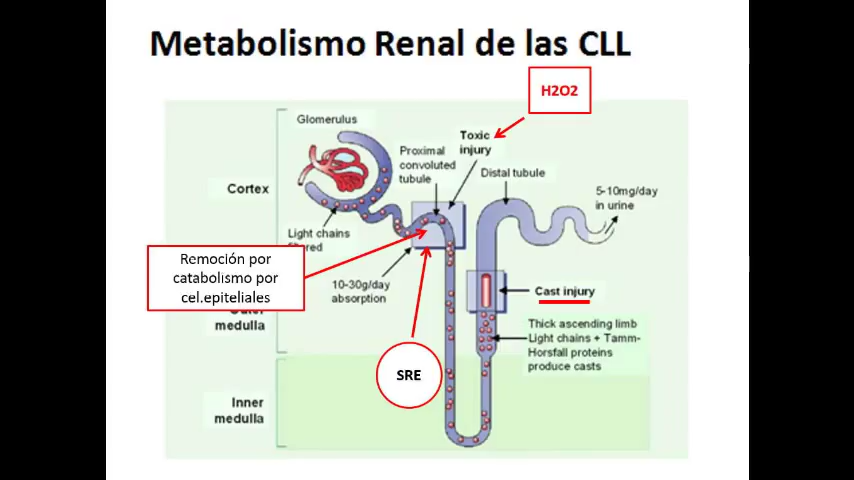 Metabolismo Renal de las CLL
H2O2
Glomerulus
Toxic
injury
Proximal
convoluted
tubule
Distal tubule
Cortex
5-10mg/day
in urine
Light chains
Remoción por
catabolismo por
cel.epiteliales
10-30g/day
absorption
Cast injury
medulla
Thick ascending limb
Light chains + Tamm-
Horsfall proteins
produce casts
SRE
Inner
medulla